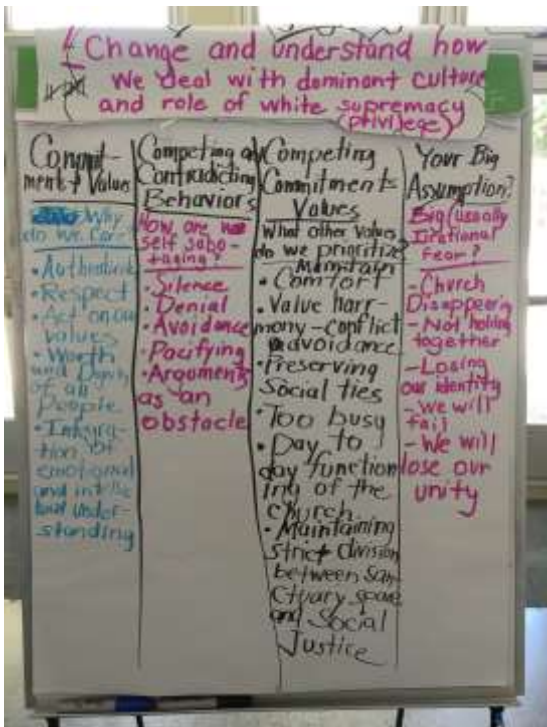 Change and understand how
We deal with dominant culture
and role of white supremacy
(privilege)
Commit-
ment + Values
Why
do we Care?
• Authenticity
• Respect
• Act on our
values
• Worth
and Dignity
of all
people
• Integra-
tion of
emotional
and intelle
tual under-
standing
Competing or
Contradicting
Behaviors
How are we
self sabo-
taging?
• Silence
• Denial
• Avoidance
• Pacifying
• Arguments
as an
obstacle
Competing
Commitments
Values
What other values
do we prioritize?
Maintain
• Comfort
• Value harr-
mony - conflict
avoidance
• Preserving
Social ties
• Too busy
• Day to
day function
ing of the
church
• Maintaining
strict division
between San-
ctuary space
and Social
Justice
Your Big
Assumption?
Big (usually
Irrational
fear?
- Church
Disappearing
- Not holding
together
- Losing
our identity
- We will
fail
- We will
lose our
unity